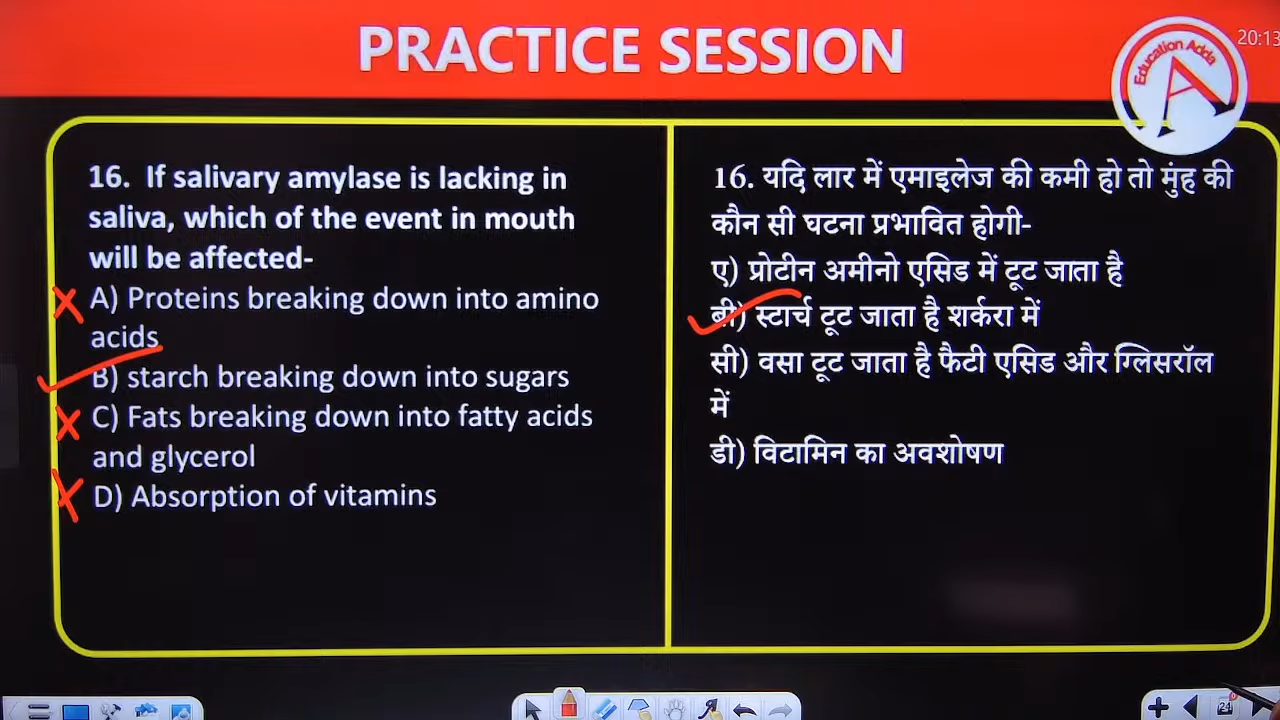 PRACTICE SESSION
Education Adda
A
20:13
16. If salivary amylase is lacking in
saliva, which of the event in mouth
will be affected-
A) Proteins breaking down into amino
acids
B) starch breaking down into sugars
C) Fats breaking down into fatty acids
and glycerol
D) Absorption of vitamins
16. यदि लार में एमाइलेज की कमी हो तो मुंह की
कौन सी घटना प्रभावित होगी-
ए) प्रोटीन अमीनो एसिड में टूट जाता है
बी) स्टार्च टूट जाता है शर्करा में
सी) वसा टूट जाता है फैटी एसिड और ग्लिसरॉल
में
डी) विटामिन का अवशोषण
24